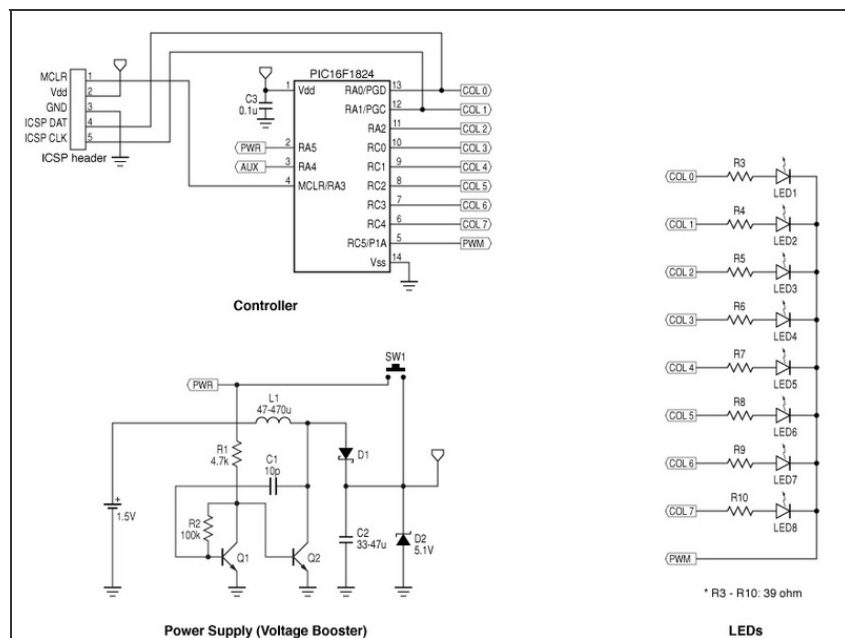 MCLR
Vdd
GND
ICSP DAT
ICSP CLK
1
2
3
4
5
ICSP header
C3
0.1u
PIC16F1824
1 Vdd
PWR 2 RA5
AUX 3 RA4
4 MCLR/RA3
RA0/PGD 13 COL 0
RA1/PGC 12 COL 1
RA2 11 COL 2
RC0 10 COL 3
RC1 9 COL 4
RC2 8 COL 5
RC3 7 COL 6
RC4 6 COL 7
RC5/P1A 5 PWM
Vss 14
Controller
PWR
SW1
L1
47-470u
R1
4.7k
C1
10p
D1
+
1.5V
R2
100k
Q1
Q2
C2
33-47u
D2
5.1V
Power Supply (Voltage Booster)
COL 0 R3 LED1
COL 1 R4 LED2
COL 2 R5 LED3
COL 3 R6 LED4
COL 4 R7 LED5
COL 5 R8 LED6
COL 6 R9 LED7
COL 7 R10 LED8
PWM
* R3 - R10: 39 ohm
LEDs